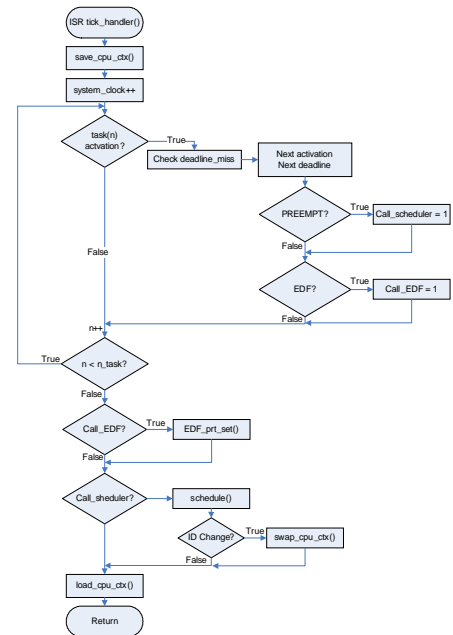 ISR tick_handler()
save_cpu_ctx()
system_clock++
task(n)
actvation?
True
Check deadline_miss
Next activation
Next deadline
PREEMPT?
True
Call_scheduler = 1
False
False
EDF?
True
Call_EDF = 1
False
n++
True
n < n_task?
False
Call_EDF?
True
EDF_prt_set()
False
Call_sheduler?
schedule()
ID Change?
True
swap_cpu_ctx()
False
load_cpu_ctx()
Return